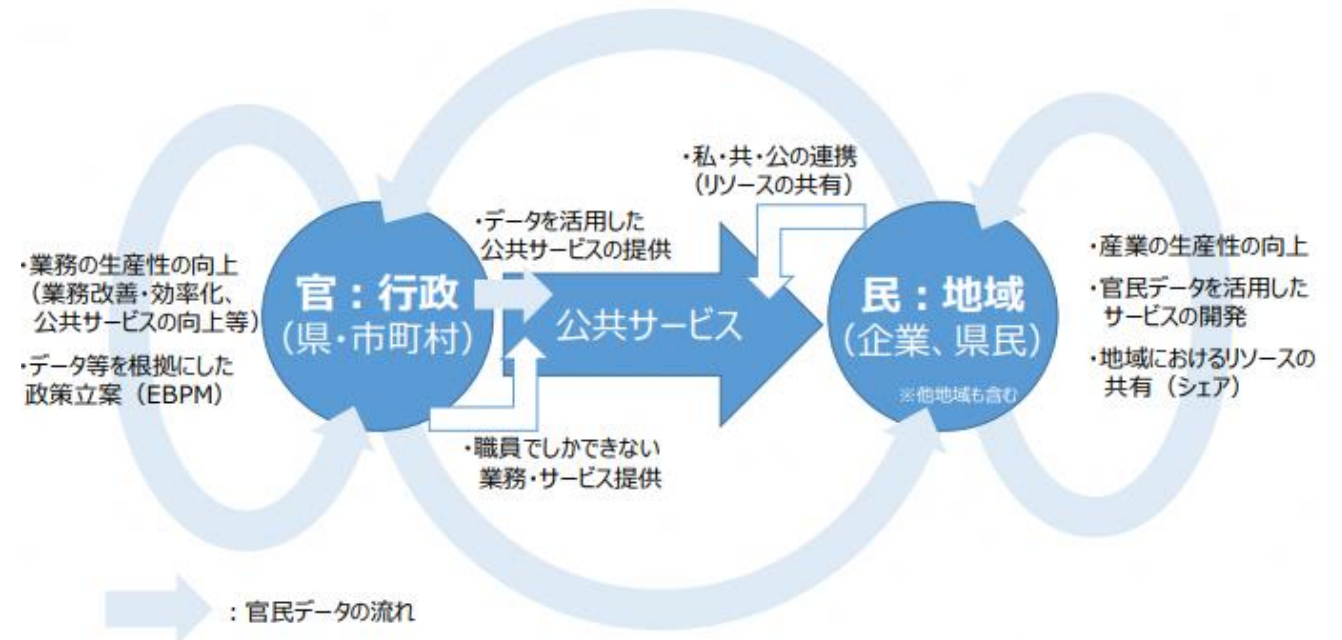 ・私・共・公の連携
（リソースの共有）
・データを活用した
公共サービスの提供
・業務の生産性の向上
（業務改善・効率化、
公共サービスの向上等）
・データ等を根拠にした
政策立案（EBPM）
官：行政
（県・市町村）
公共サービス
民：地域
（企業、県民）
※他地域も含む
・産業の生産性の向上
・官民データを活用した
サービスの開発
・地域におけるリソースの
共有（シェア）
・職員でしかできない
業務・サービス提供
：官民データの流れ